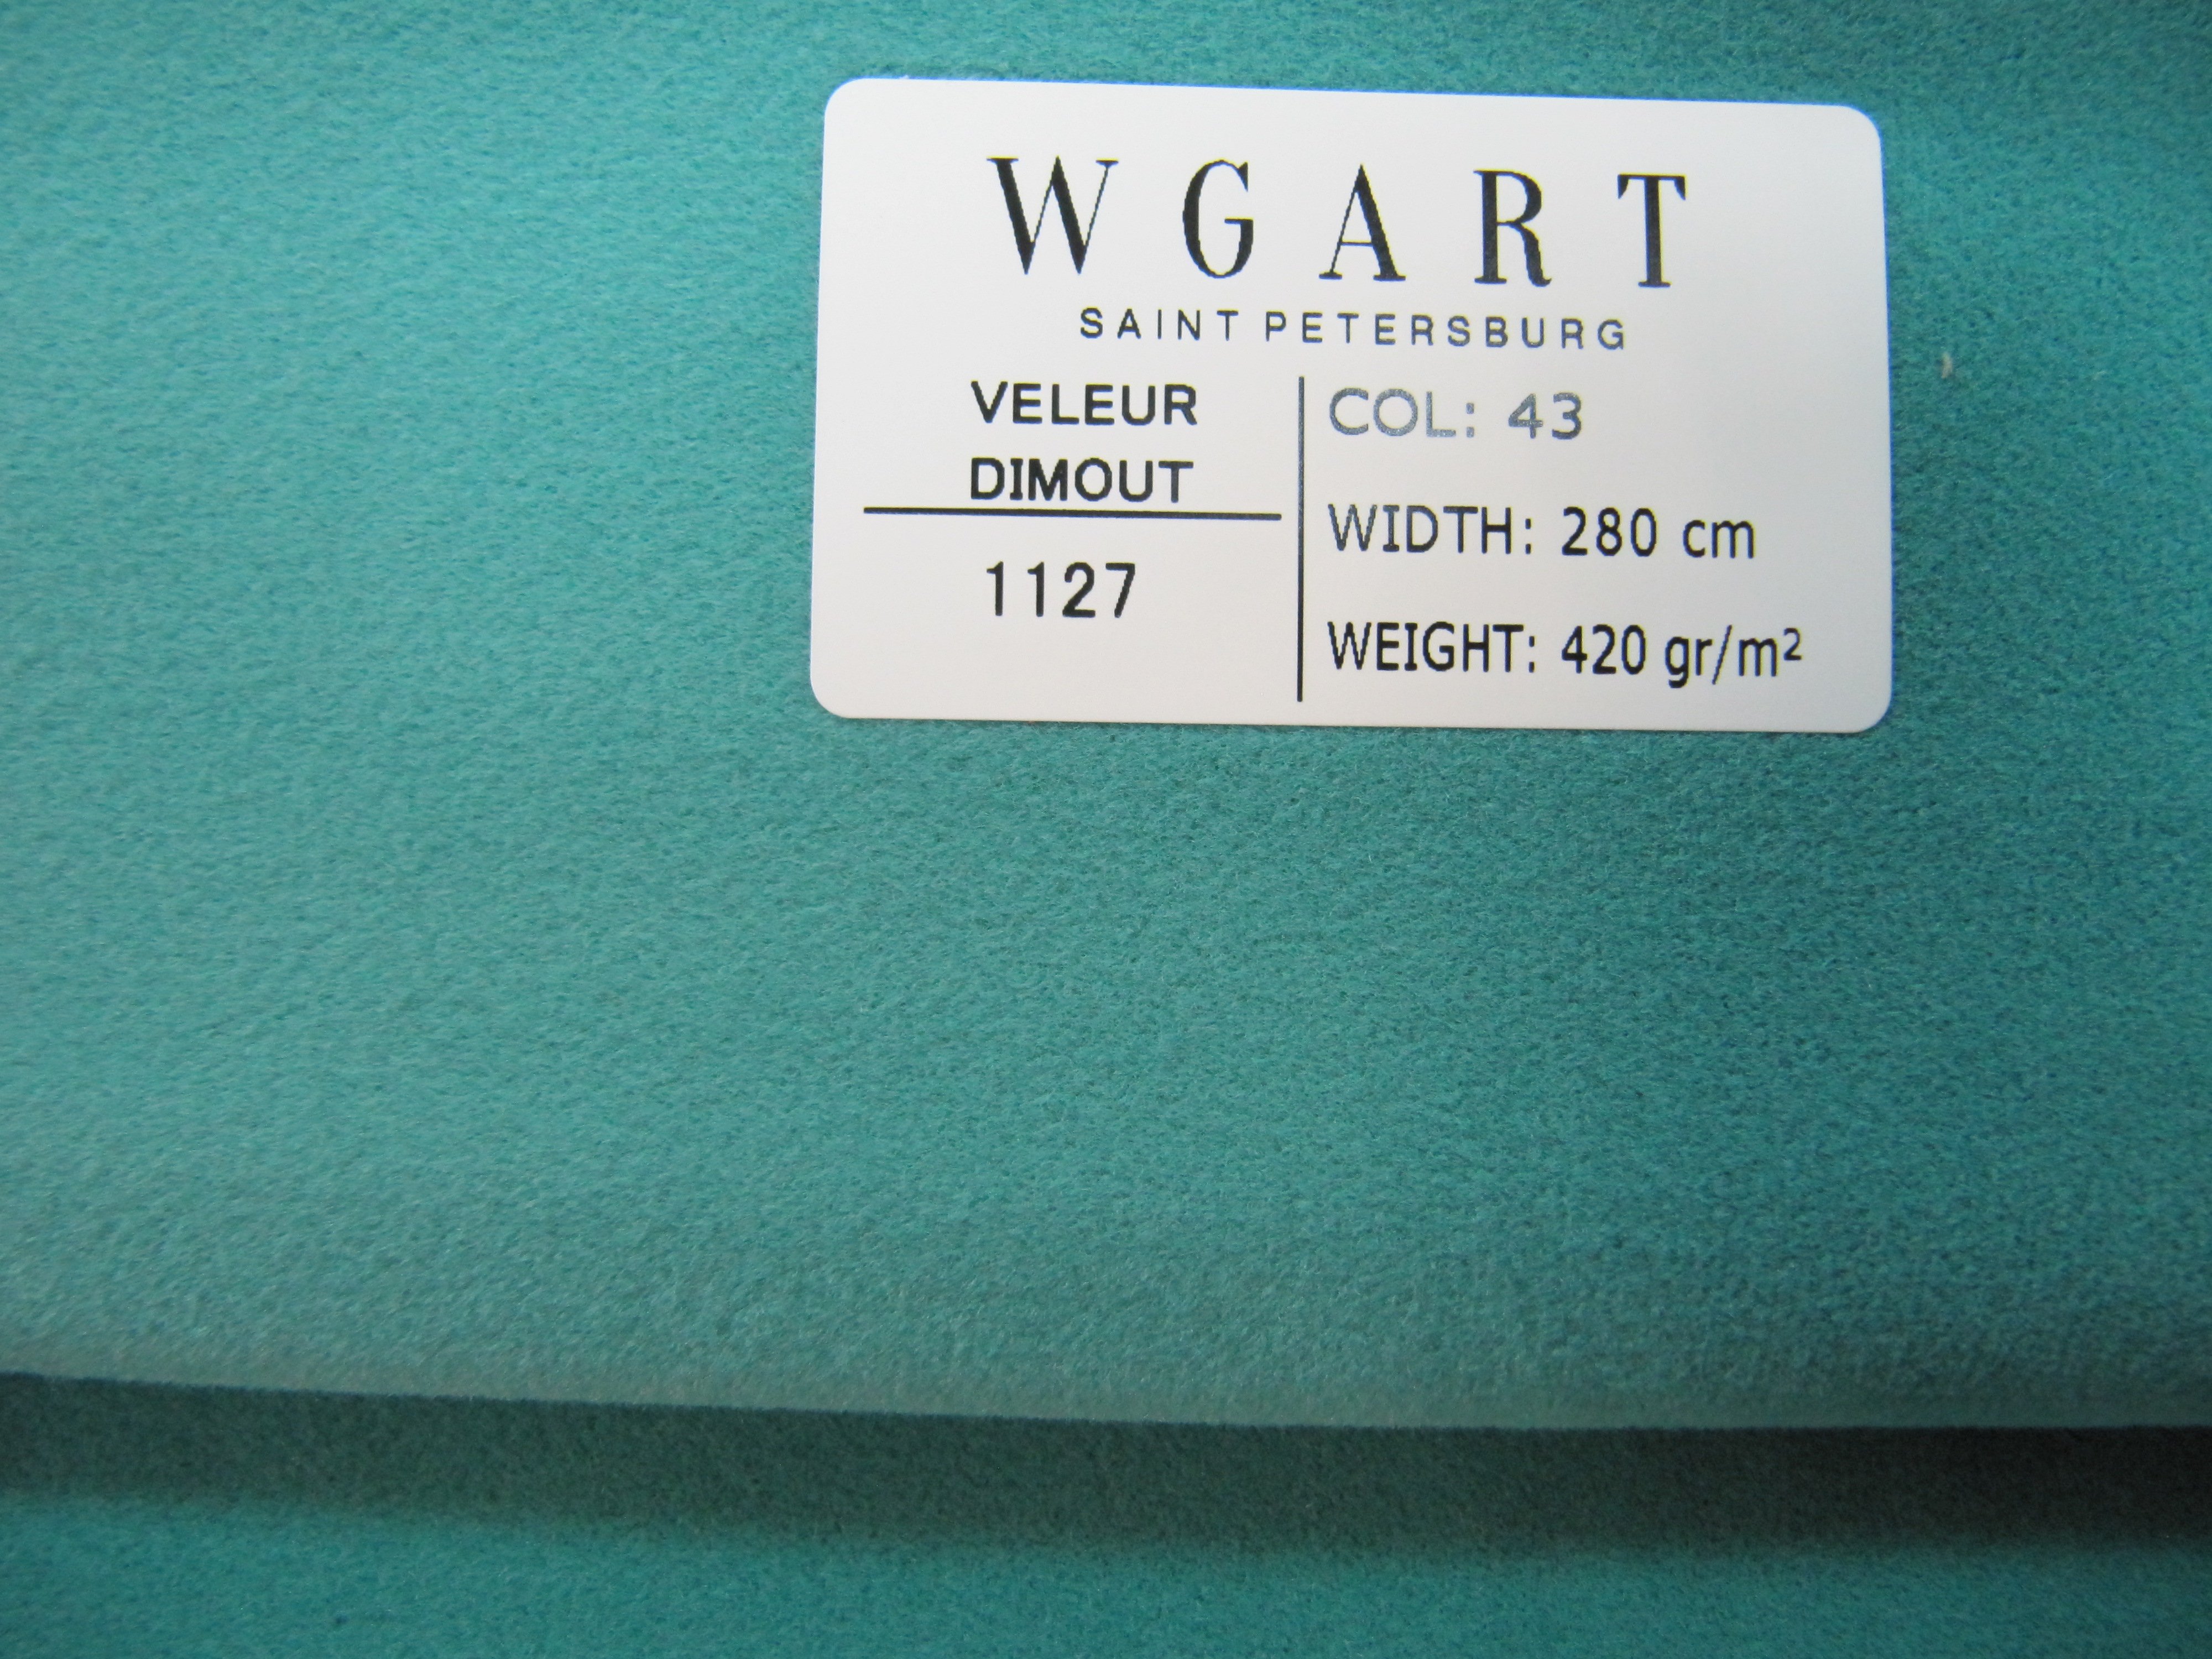 WGART
SAINT PETERSBURG
VELEUR
DIMOUT
1127
COL: 43
WIDTH: 280 cm
WEIGHT: 420 gr/m²